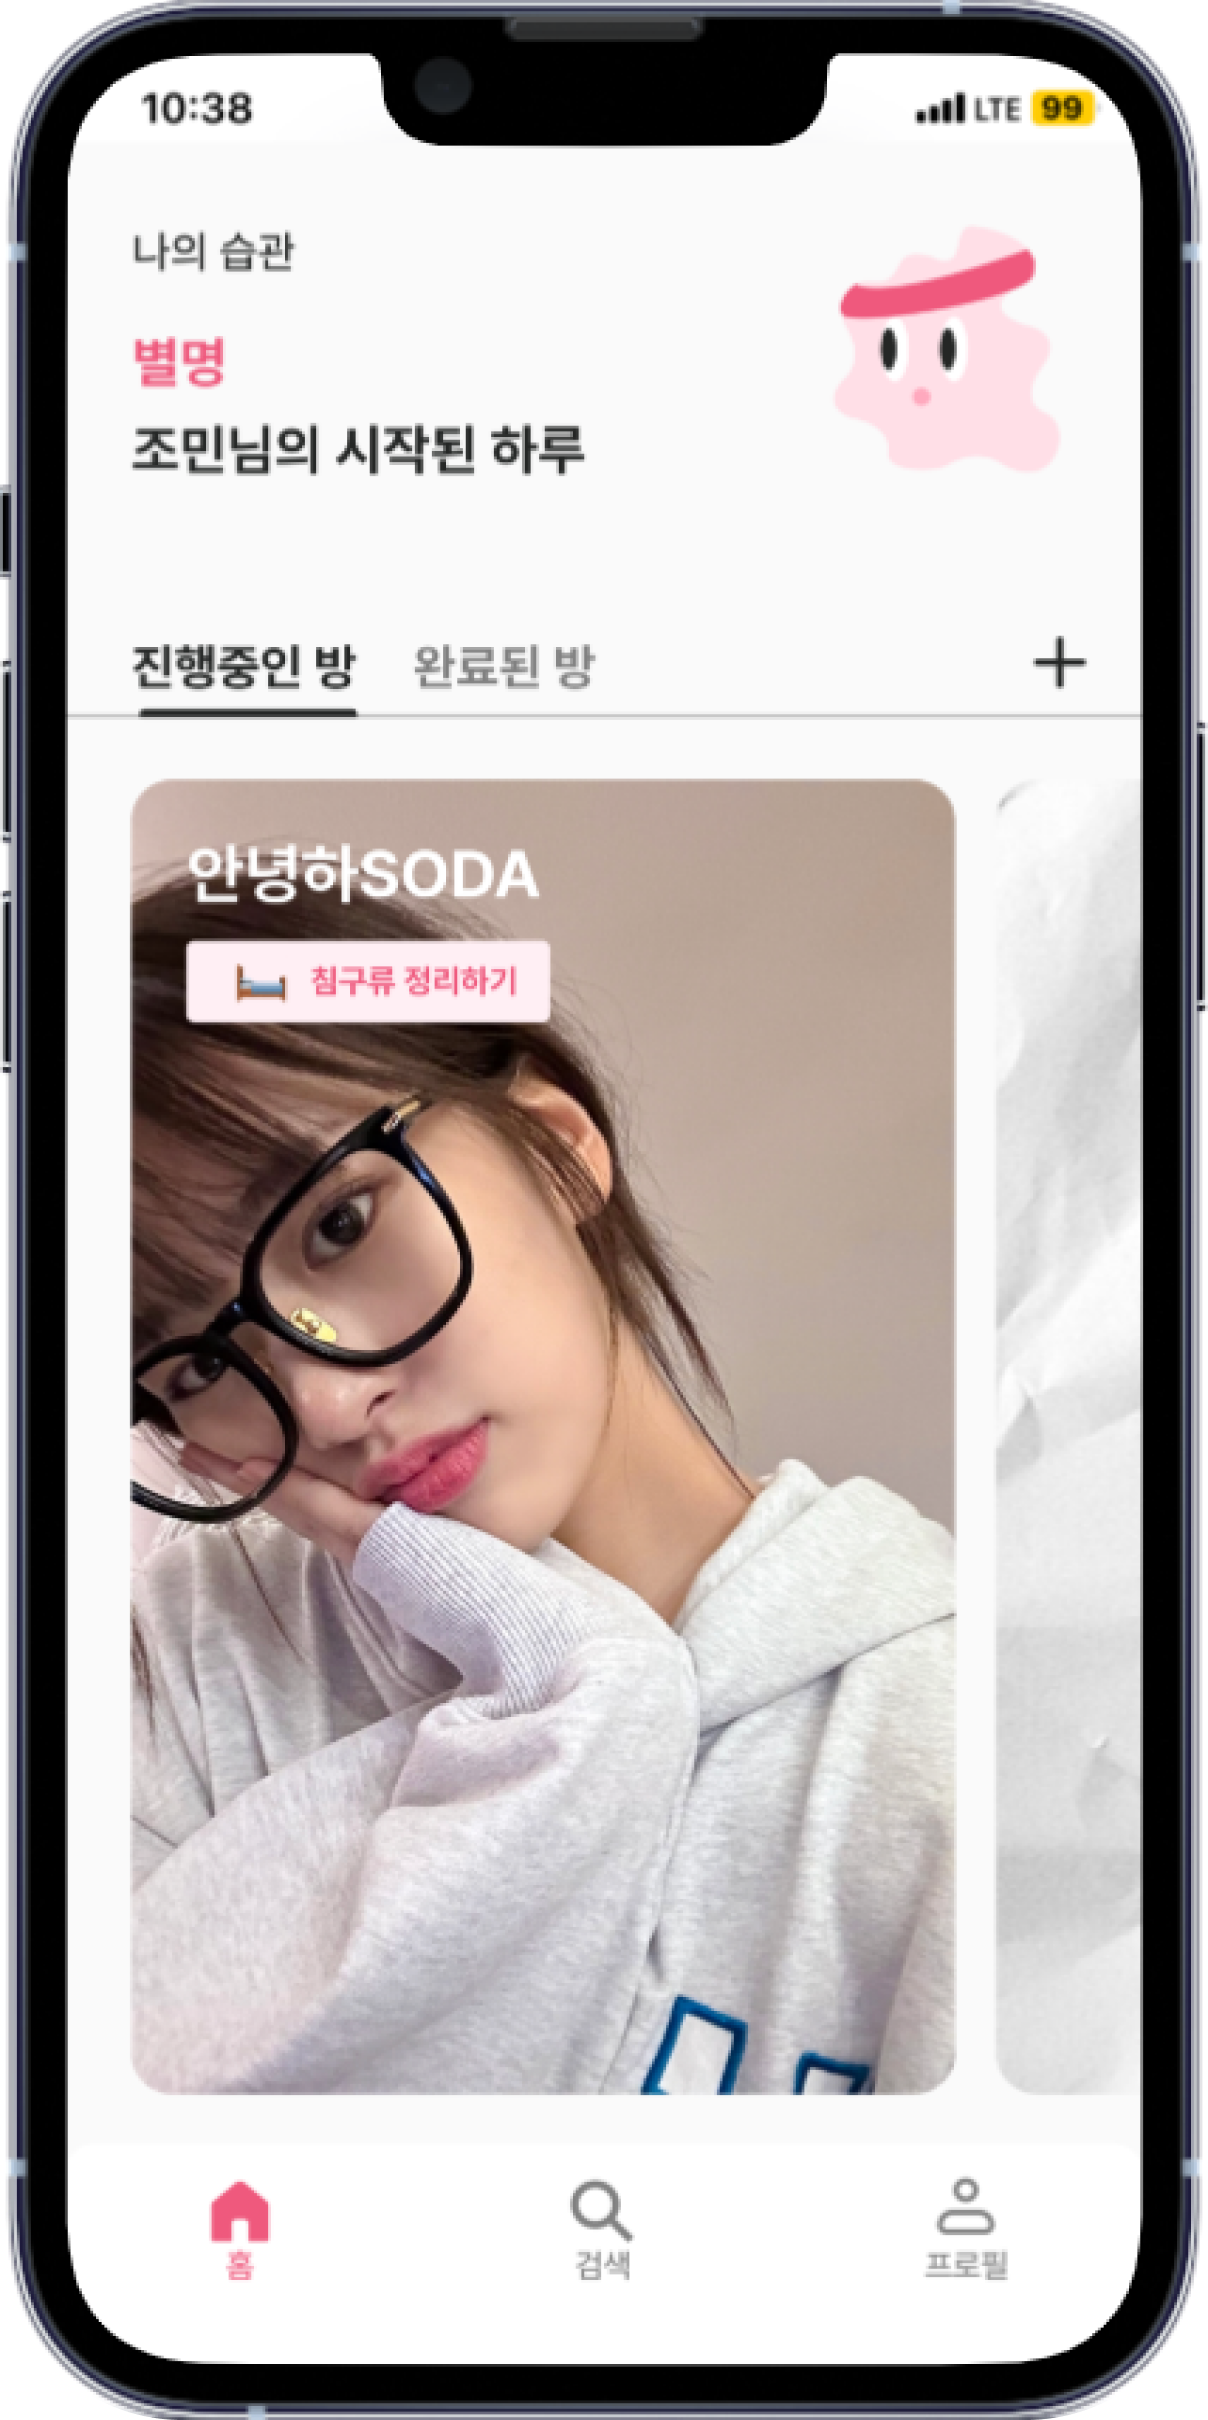 10:38
LTE 99
나의 습관
별명
조민님의 시작된 하루
진행중인 방 완료된 방
안녕하SODA
침구류 정리하기
홈 검색 프로필